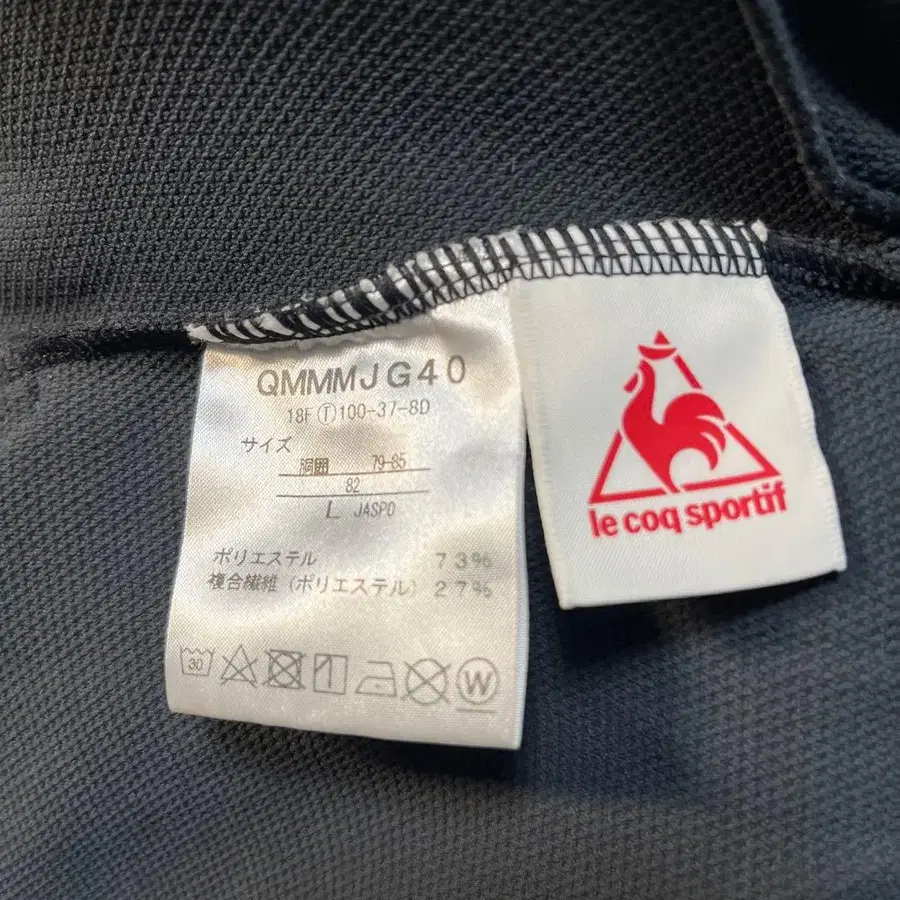 QMMMJG40
18F Ⓣ100-37-8D
サイズ
胴囲 79-85
82
L JASPO
ポリエステル 73%
複合繊維(ポリエステル) 27%
30
W
le coq sportif